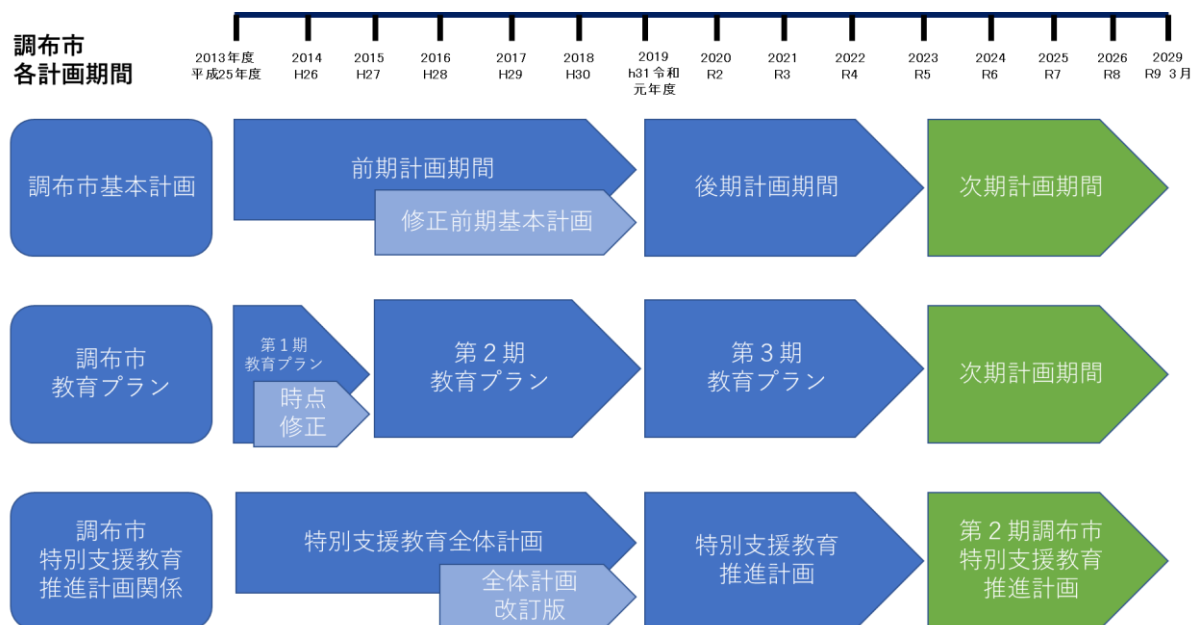 調布市
各計画期間
2013年度
平成25年度
2014
H26
2015
H27
2016
H28
2017
H29
2018
H30
2019
h31令和
元年度
2020
R2
2021
R3
2022
R4
2023
R5
2024
R6
2025
R7
2026
R8
2029
R9 3月
調布市基本計画
前期計画期間
修正前期基本計画
後期計画期間
次期計画期間
調布市
教育プラン
第1期
教育プラン
時点
修正
第2期
教育プラン
第3期
教育プラン
次期計画期間
調布市
特別支援教育
推進計画関係
特別支援教育全体計画
全体計画
改訂版
特別支援教育
推進計画
第2期調布市
特別支援教育
推進計画